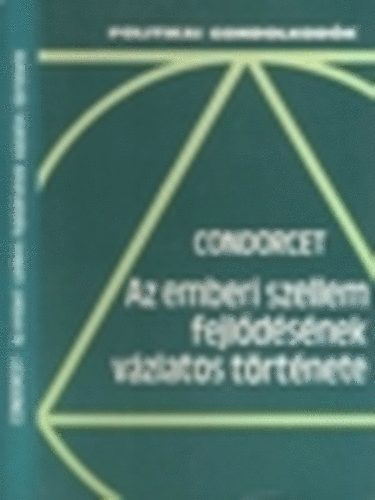 POLITIKAI GONDOLKODÓK
CONDORCET
Az emberi szellem
fejlődésének
vázlatos története